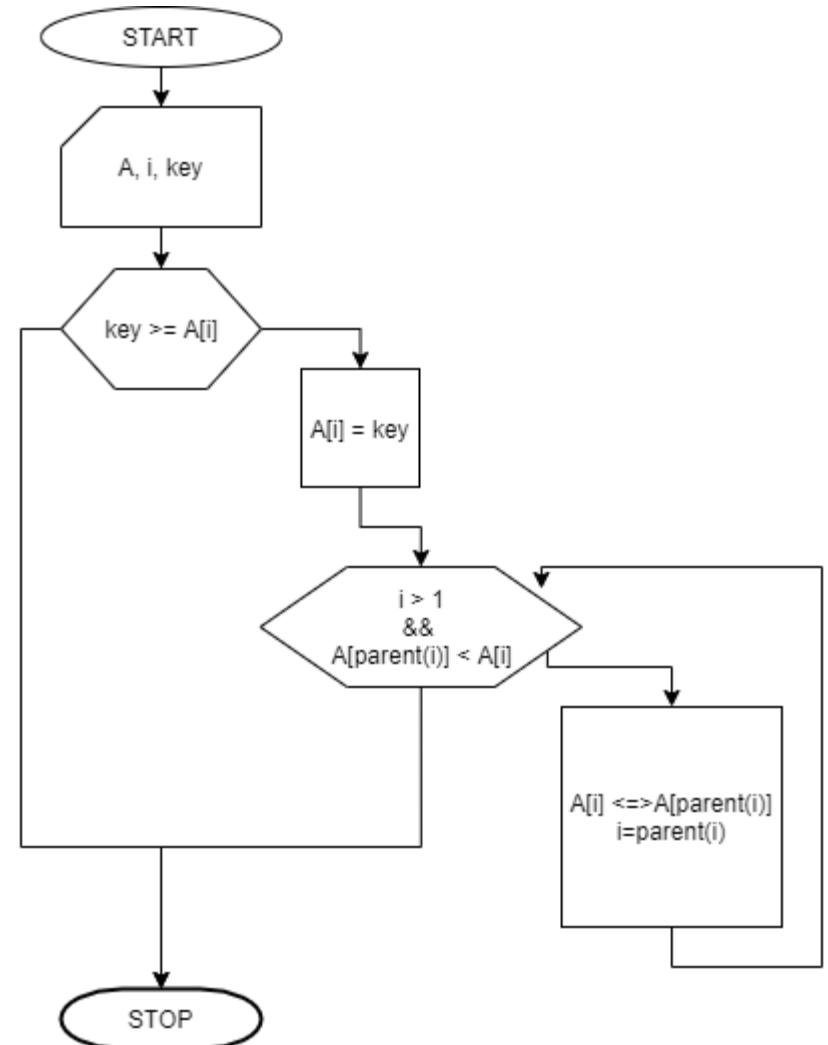 START
A, i, key
key >= A[i]
A[i] = key
i > 1
&&
A[parent(i)] < A[i]
A[i] <=>A[parent(i)]
i=parent(i)
STOP